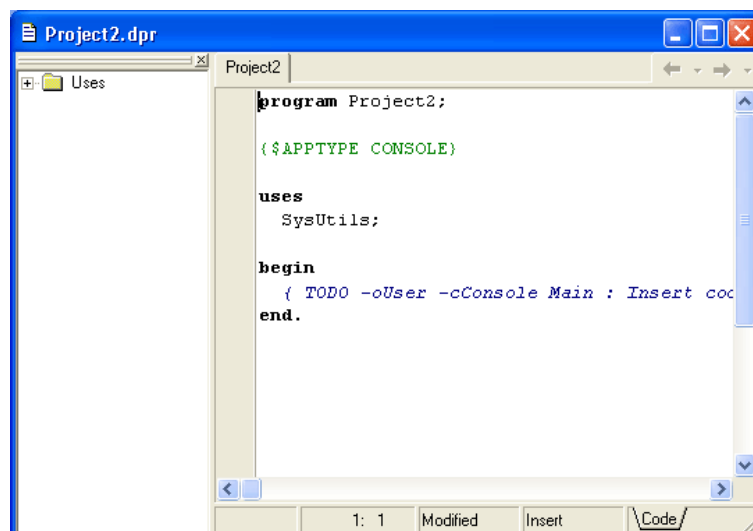 Project2.dpr
Uses
Project2
program Project2;
{$APPTYPE CONSOLE}
uses
SysUtils;
begin
{ TODO -oUser -cConsole Main : Insert
end.
1: 1 Modified Insert \Code/